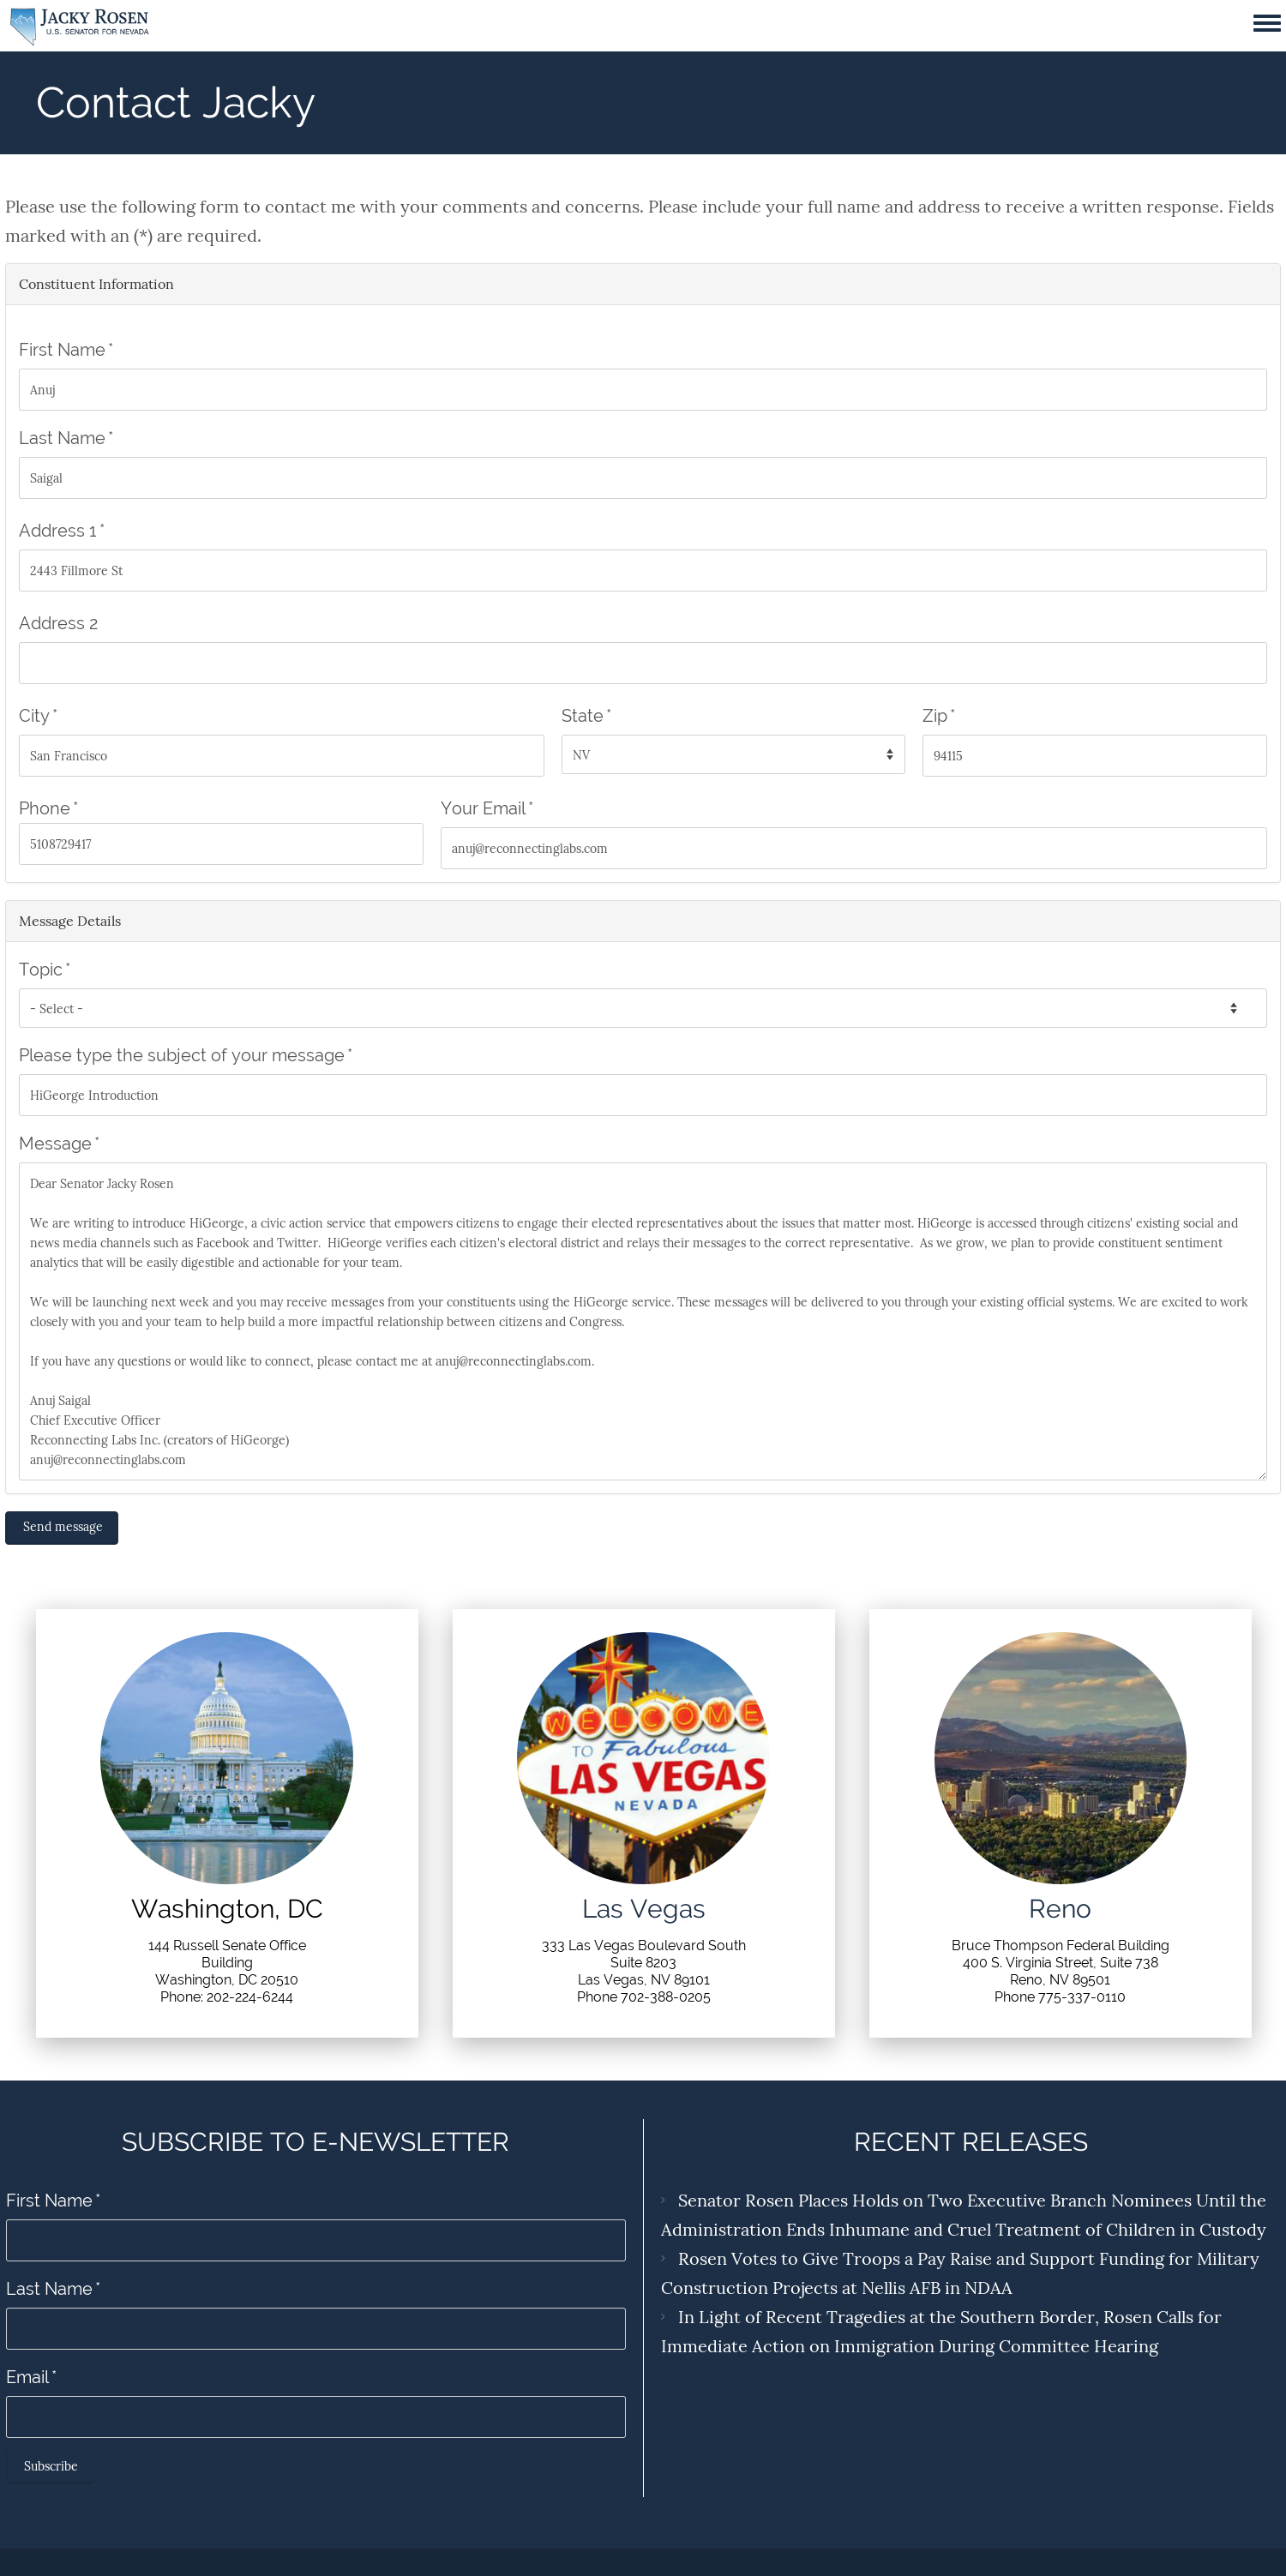 JACKY ROSEN
U.S. SENATOR FOR NEVADA
Contact Jacky
Please use the following form to contact me with your comments and concerns. Please include your full name and address to receive a written response. Fields
marked with an (*) are required.
Constituent Information
First Name *
Anuj
Last Name *
Saigal
Address 1 *
2443 Fillmore St
Address 2
City * State * Zip *
San Francisco NV 94115
Phone * Your Email *
5108729417 anuj@reconnectinglabs.com
Message Details
Topic *
- Select -
Please type the subject of your message *
HiGeorge Introduction
Message *
Dear Senator Jacky Rosen
We are writing to introduce HiGeorge, a civic action service that empowers citizens to engage their elected representatives about the issues that matter most. HiGeorge is accessed through citizens' existing social and
news media channels such as Facebook and Twitter.  HiGeorge verifies each citizen's electoral district and relays their messages to the correct representative.  As we grow, we plan to provide constituent sentiment
analytics that will be easily digestible and actionable for your team.
We will be launching next week and you may receive messages from your constituents using the HiGeorge service. These messages will be delivered to you through your existing official systems. We are excited to work
closely with you and your team to help build a more impactful relationship between citizens and Congress.
If you have any questions or would like to connect, please contact me at anuj@reconnectinglabs.com.
Anuj Saigal
Chief Executive Officer
Reconnecting Labs Inc. (creators of HiGeorge)
anuj@reconnectinglabs.com
Send message
WELCOME
TO Fabulous
LAS VEGAS
NEVADA
Washington, DC
144 Russell Senate Office
Building
Washington, DC 20510
Phone: 202-224-6244
Las Vegas
333 Las Vegas Boulevard South
Suite 8203
Las Vegas, NV 89101
Phone 702-388-0205
Reno
Bruce Thompson Federal Building
400 S. Virginia Street, Suite 738
Reno, NV 89501
Phone 775-337-0110
SUBSCRIBE TO E-NEWSLETTER
First Name *
Last Name *
Email *
Subscribe
RECENT RELEASES
Senator Rosen Places Holds on Two Executive Branch Nominees Until the
Administration Ends Inhumane and Cruel Treatment of Children in Custody
Rosen Votes to Give Troops a Pay Raise and Support Funding for Military
Construction Projects at Nellis AFB in NDAA
In Light of Recent Tragedies at the Southern Border, Rosen Calls for
Immediate Action on Immigration During Committee Hearing